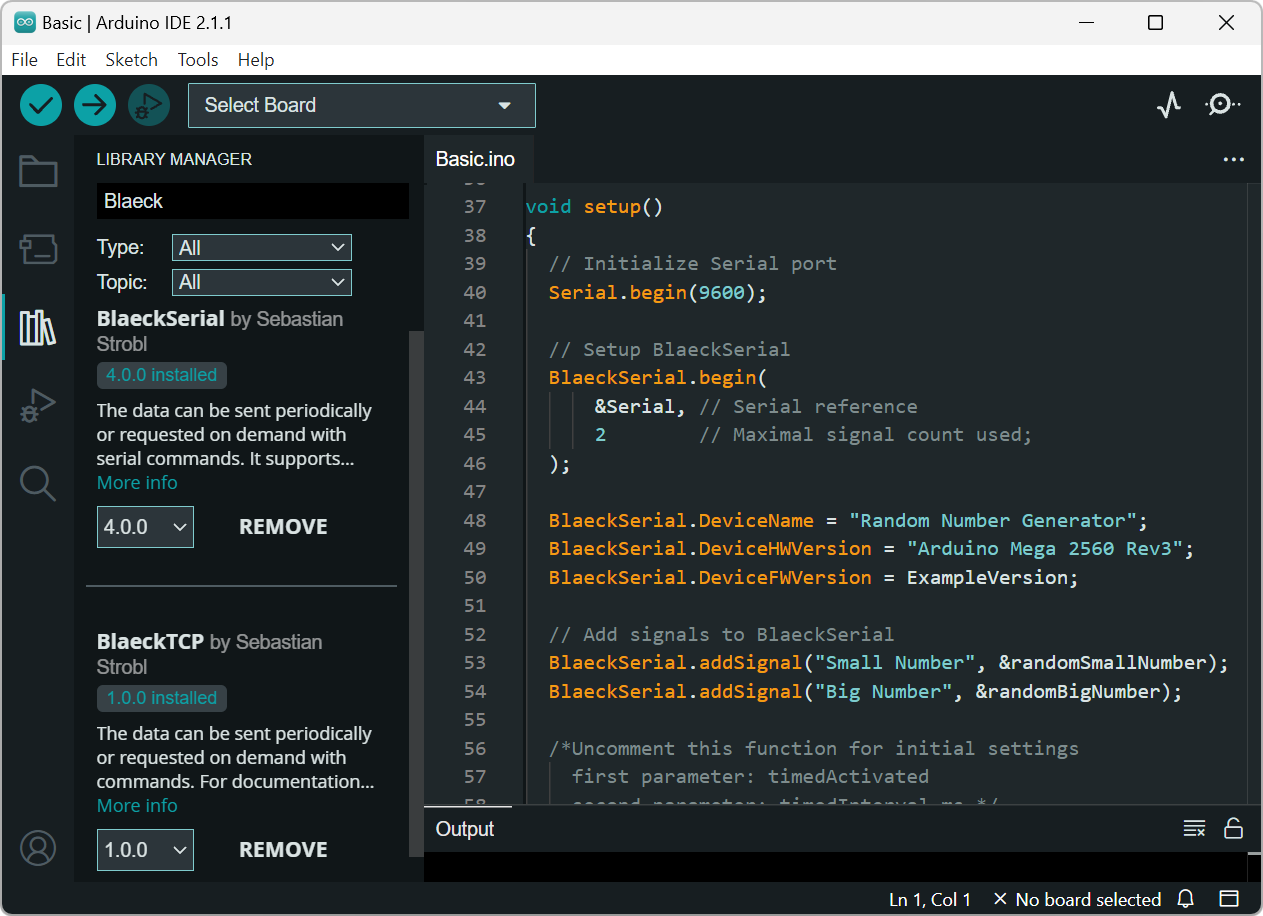 Basic | Arduino IDE 2.1.1
File Edit Sketch Tools Help
Select Board
LIBRARY MANAGER
Blaeck
Type: All
Topic: All
BlaeckSerial by Sebastian
Strobl
4.0.0 installed
The data can be sent periodically
or requested on demand with
serial commands. It supports...
More info
4.0.0 REMOVE
BlaeckTCP by Sebastian
Strobl
1.0.0 installed
The data can be sent periodically
or requested on demand with
commands. For documentation...
More info
1.0.0 REMOVE
Basic.ino
36
37 void setup()
38 {
39 // Initialize Serial port
40 Serial.begin(9600);
41
42 // Setup BlaeckSerial
43 BlaeckSerial.begin(
44 &Serial, // Serial reference
45 2 // Maximal signal count used;
46 );
47
48 BlaeckSerial.DeviceName = "Random Number Generator";
49 BlaeckSerial.DeviceHWVersion = "Arduino Mega 2560 Rev3";
50 BlaeckSerial.DeviceFWVersion = ExampleVersion;
51
52 // Add signals to BlaeckSerial
53 BlaeckSerial.addSignal("Small Number", &randomSmallNumber);
54 BlaeckSerial.addSignal("Big Number", &randomBigNumber);
55
56 /*Uncomment this function for initial settings
57 first parameter: timedActivated
58 second parameter: timedInterval_ms */
Output
Ln 1, Col 1 No board selected